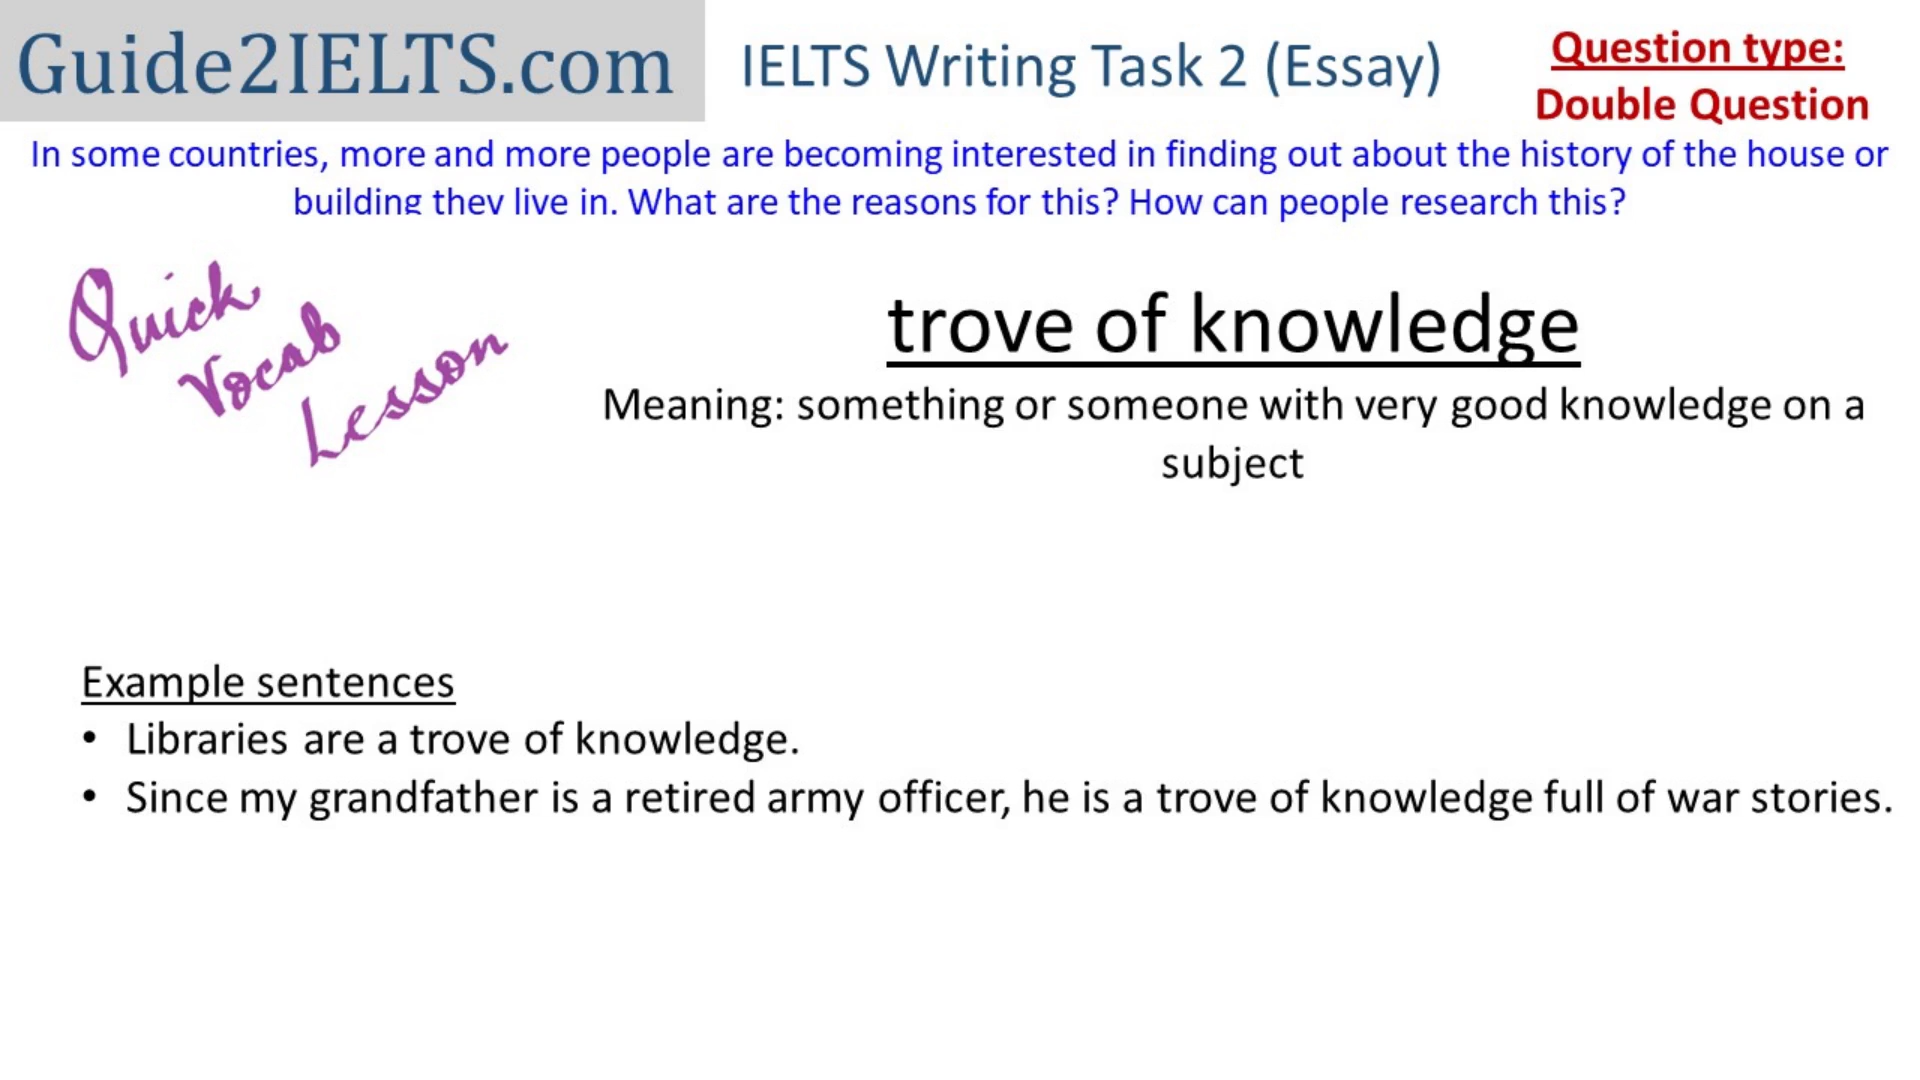 Guide2IELTS.com
IELTS Writing Task 2 (Essay)
Question type:
Double Question
In some countries, more and more people are becoming interested in finding out about the history of the house or
building they live in. What are the reasons for this? How can people research this?
Quick
Vocab
Lesson
trove of knowledge
Meaning: something or someone with very good knowledge on a
subject
Example sentences
• Libraries are a trove of knowledge.
• Since my grandfather is a retired army officer, he is a trove of knowledge full of war stories.